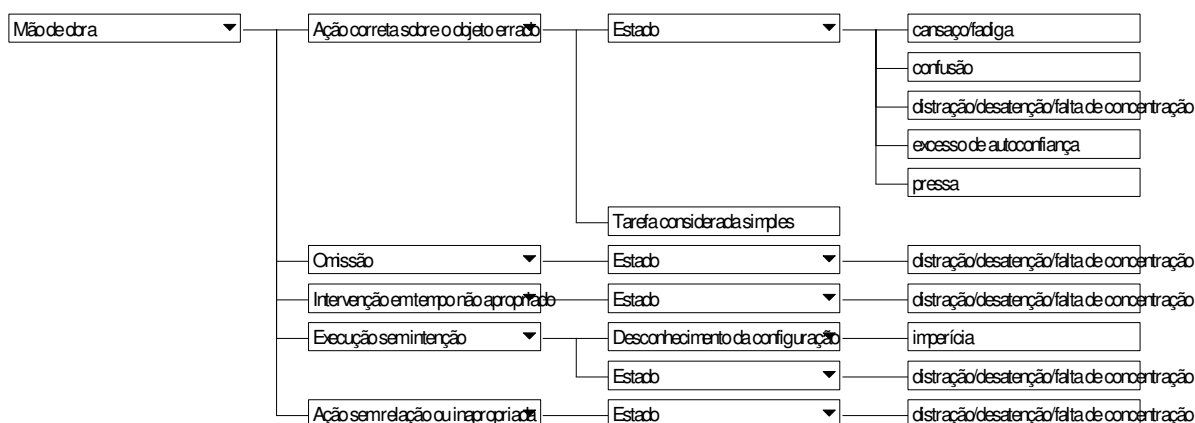 Mão de obra
Ação correta sobre o objeto errado
Estado
cansaço/fadiga
confusão
distração/desatenção/falta de concentração
excesso de autoconfiança
pressa
Tarefa considerada simples
Omissão
Estado
distração/desatenção/falta de concentração
Intervenção em tempo não apropriado
Estado
distração/desatenção/falta de concentração
Execução sem intenção
Desconhecimento da configuração
imperícia
Estado
distração/desatenção/falta de concentração
Ação sem relação ou inapropriada
Estado
distração/desatenção/falta de concentração